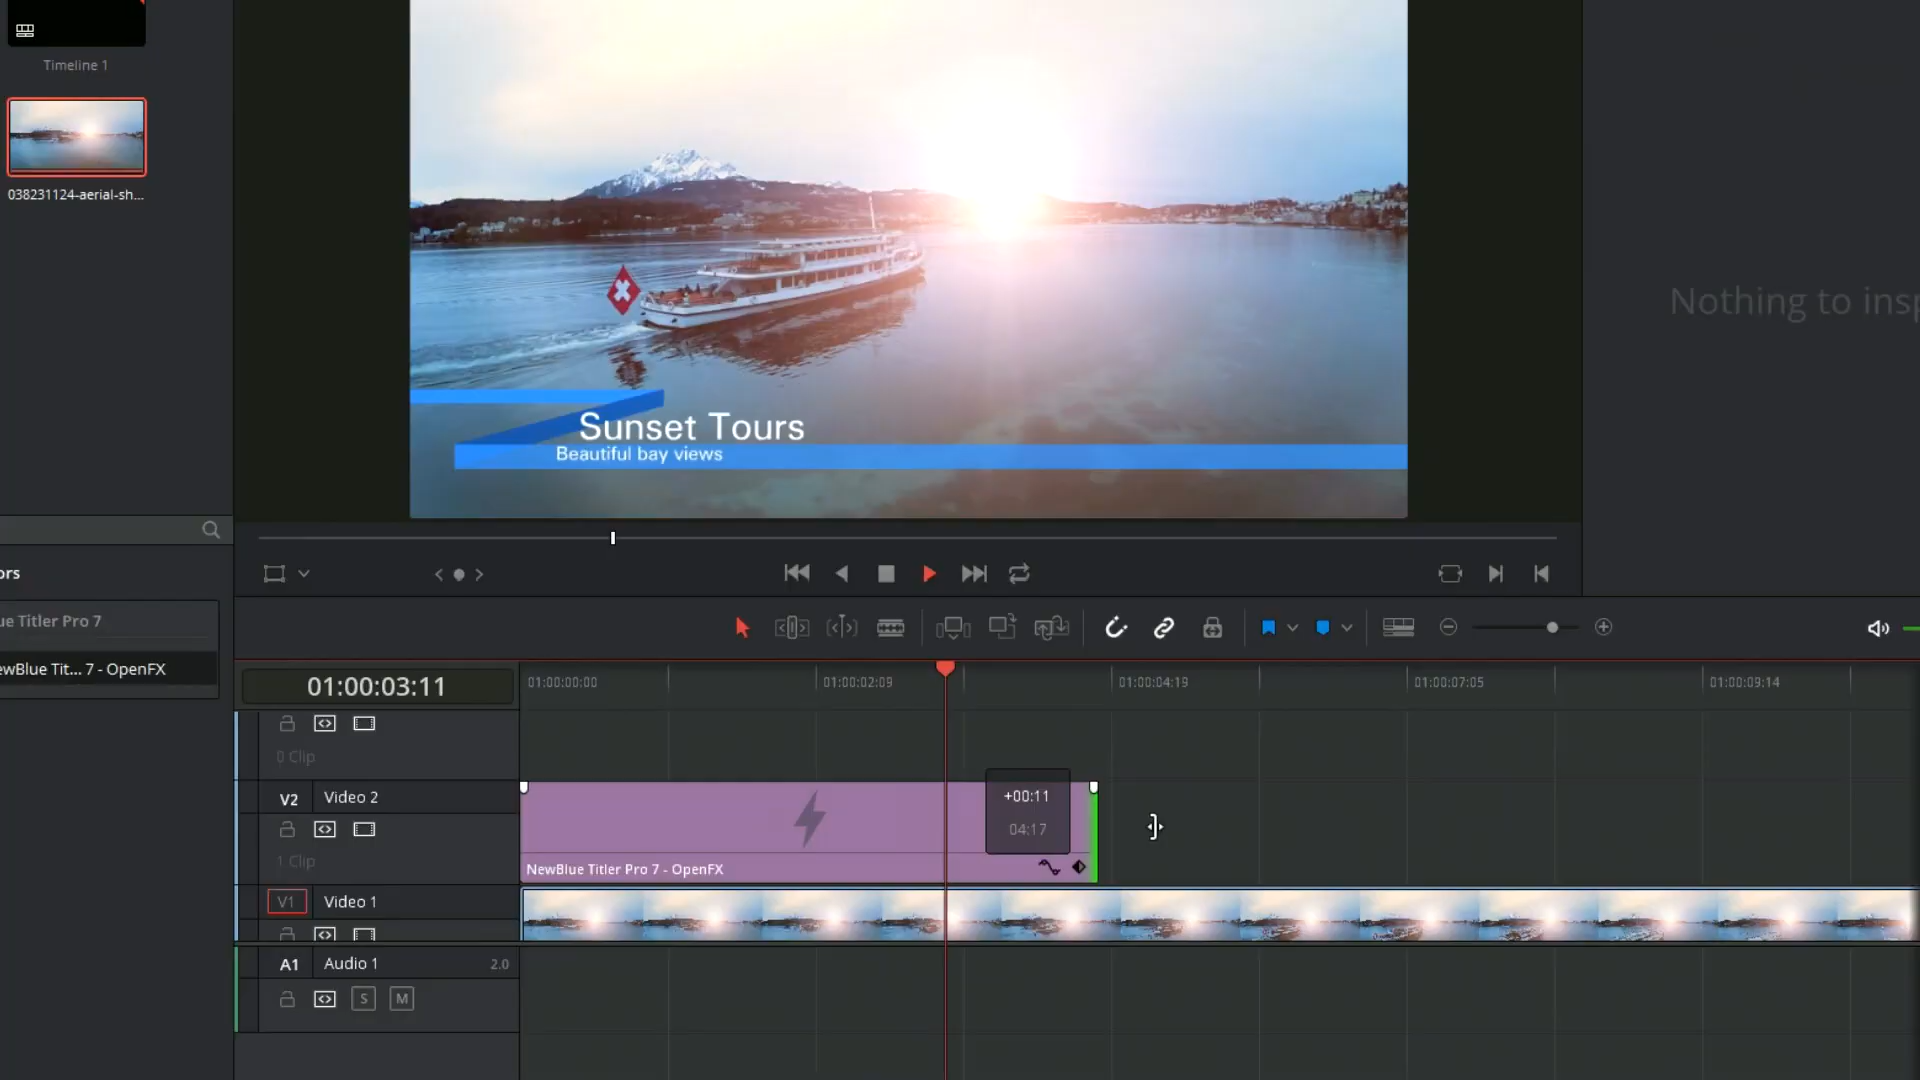 Timeline 1
038231124-aerial-sh...
Sunset Tours
Beautiful bay views
Nothing to insp
ors
ue Titler Pro 7
ewBlue Tit... 7 - OpenFX
01:00:03:11
01:00:00:00
01:00:02:09
01:00:04:19
01:00:07:05
01:00:09:14
0 Clip
V2
Video 2
1 Clip
+00:11
04:17
NewBlue Titler Pro 7 - OpenFX
V1
Video 1
A1
Audio 1
2.0
S
M